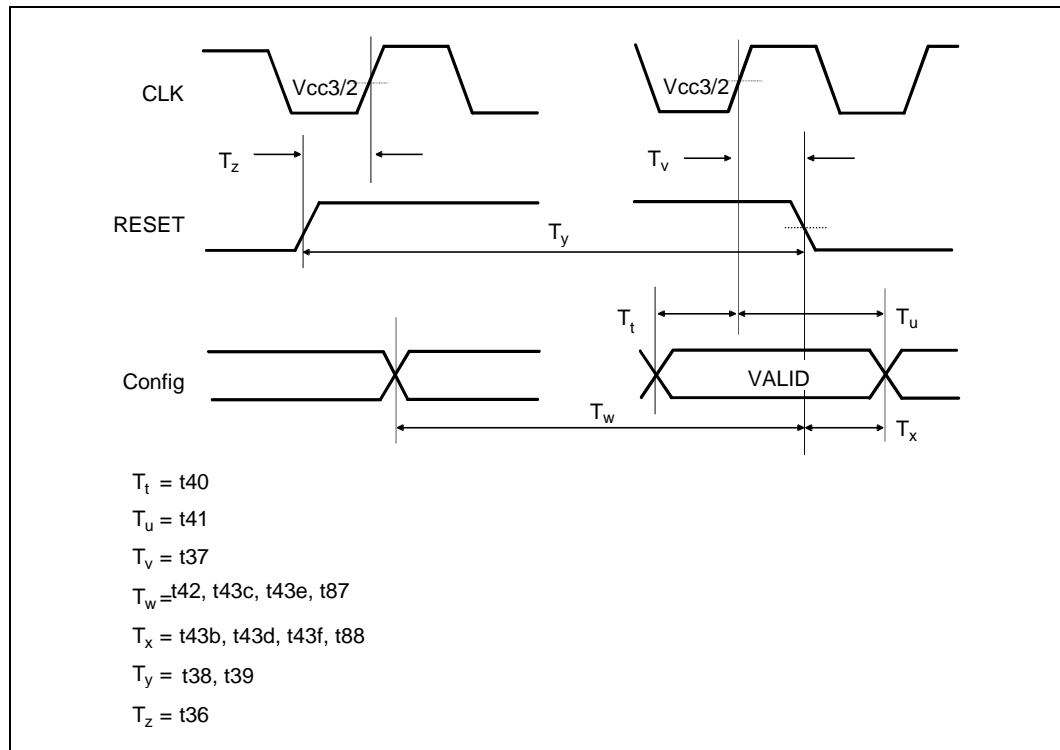 Vcc3/2
Vcc3/2
CLK
Tz
Tv
RESET
Ty
Tt
Tu
Config
VALID
Tw
Tx
Tt = t40
Tu = t41
Tv = t37
Tw = t42, t43c, t43e, t87
Tx = t43b, t43d, t43f, t88
Ty = t38, t39
Tz = t36